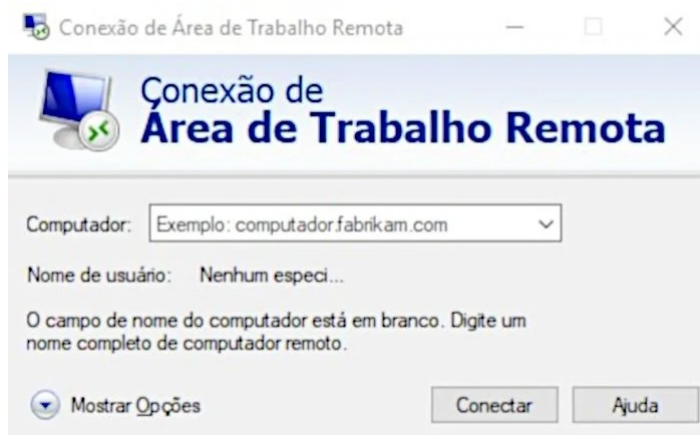 Conexão de Área de Trabalho Remota
Conexão de
Área de Trabalho Remota
Computador: Exemplo: computador.fabrikam.com
Nome de usuário: Nenhum especi...
O campo de nome do computador está em branco. Digite um
nome completo de computador remoto.
Mostrar Opções Conectar Ajuda